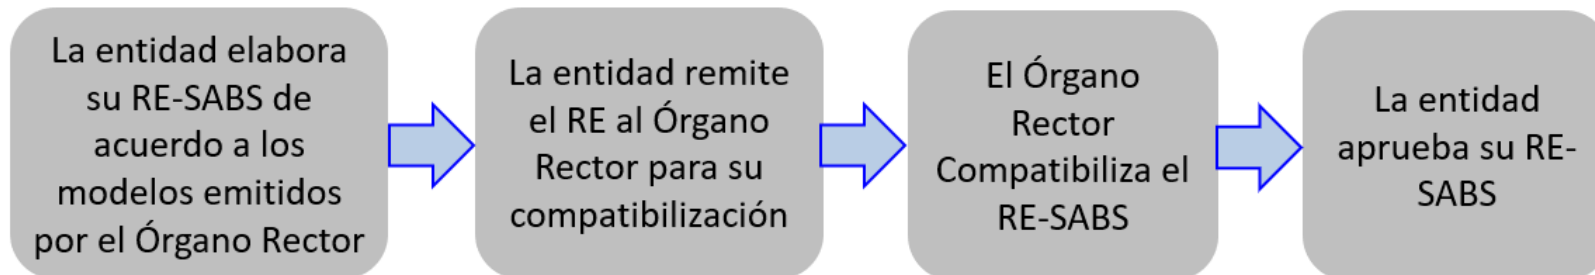 La entidad elabora
su RE-SABS de
acuerdo a los
modelos emitidos
por el Órgano Rector
La entidad remite
el RE al Órgano
Rector para su
compatibilización
El Órgano
Rector
Compatibiliza el
RE-SABS
La entidad
aprueba su RE-
SABS